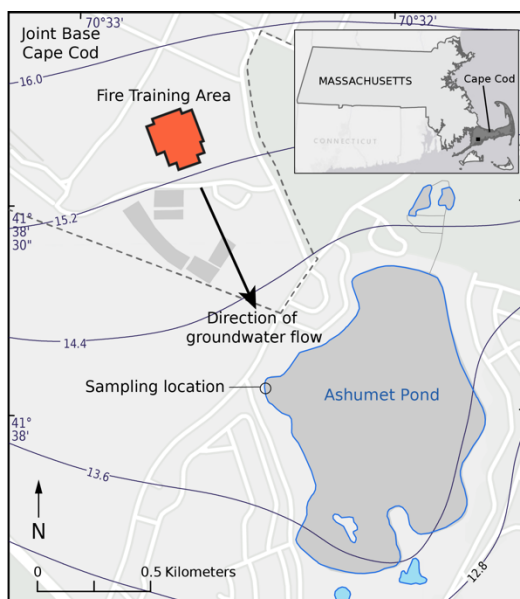 70°33'
70°32'
Joint Base
Cape Cod
16.0
Fire Training Area
MASSACHUSETTS
Cape Cod
CONNECTICUT
41°
38'
30"
15.2
Direction of
groundwater flow
14.4
Sampling location
Ashumet Pond
41°
38'
13.6
N
0
0.5 Kilometers
12.8